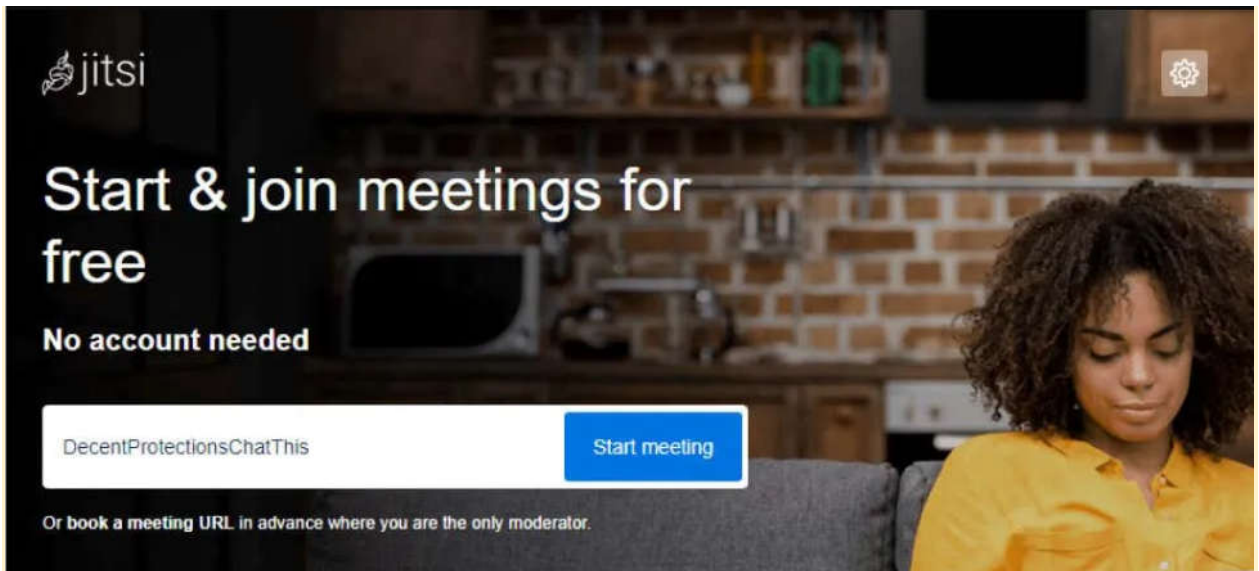 jitsi
Start & join meetings for
free
No account needed
DecentProtectionsChatThis
Start meeting
Or book a meeting URL in advance where you are the only moderator.